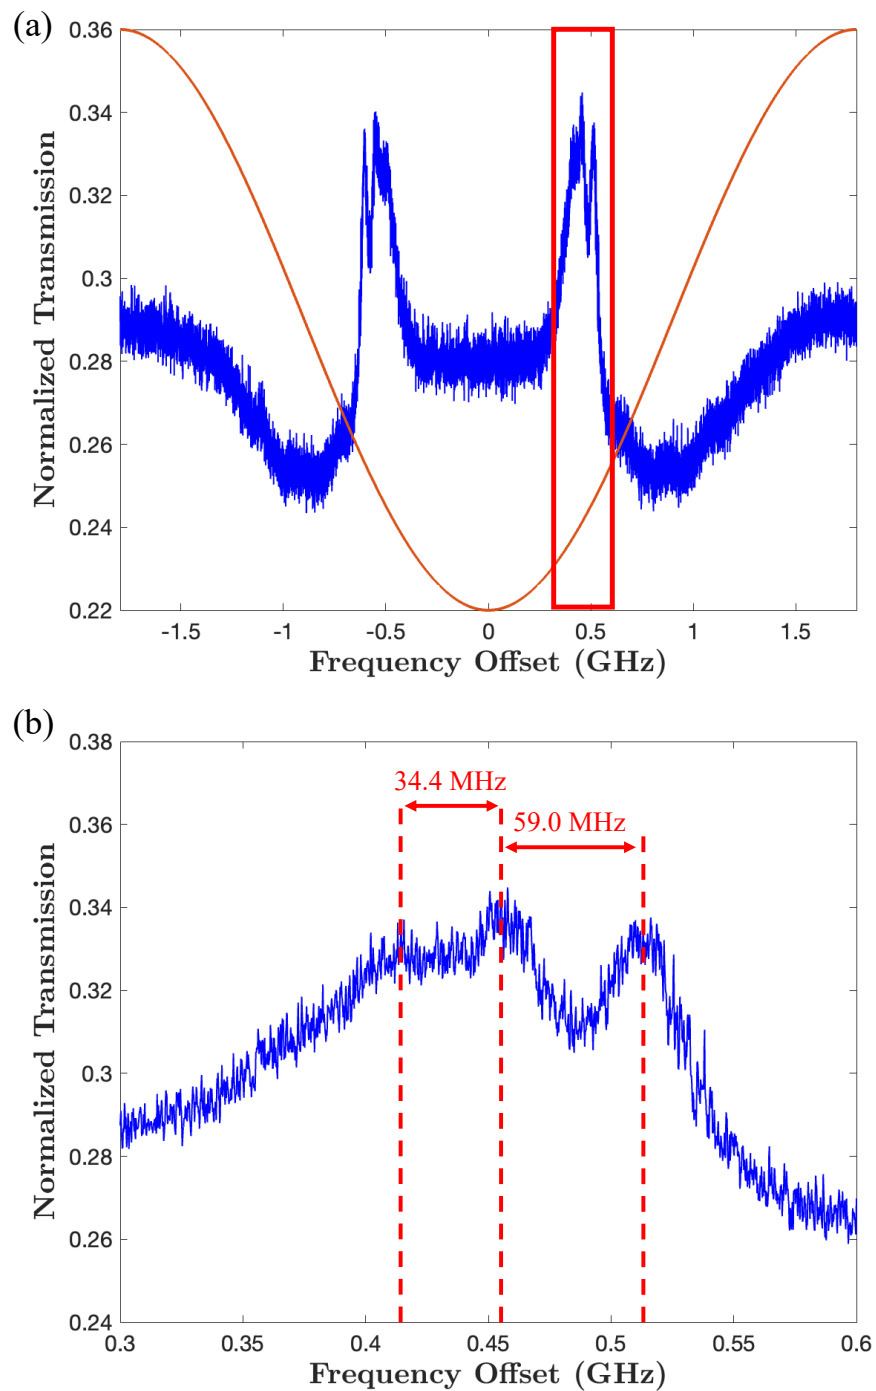 (a)
0.36
0.34
0.32
0.3
0.28
0.26
0.24
0.22
Normalized Transmission
-1.5 -1 -0.5 0 0.5 1 1.5
Frequency Offset (GHz)
(b)
0.38
0.36
0.34
0.32
0.3
0.28
0.26
0.24
Normalized Transmission
34.4 MHz
59.0 MHz
0.3 0.35 0.4 0.45 0.5 0.55 0.6
Frequency Offset (GHz)